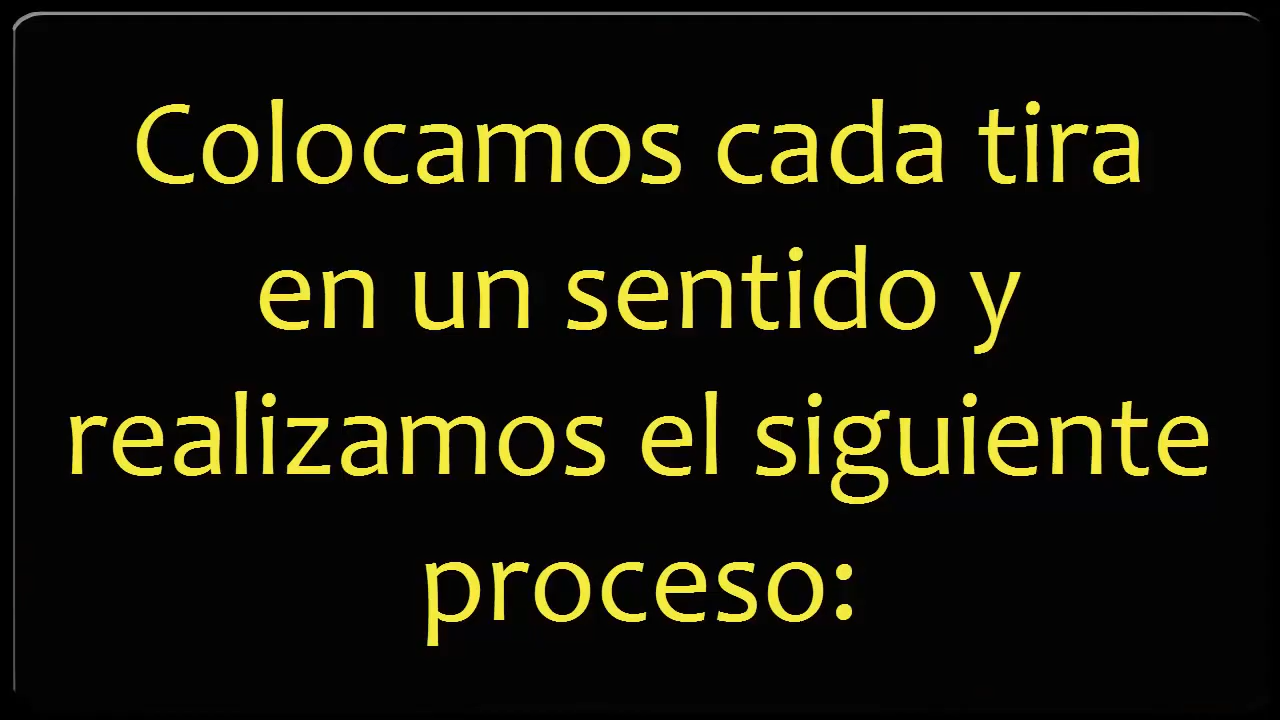 Colocamos cada tira
en un sentido y
realizamos el siguiente
proceso: